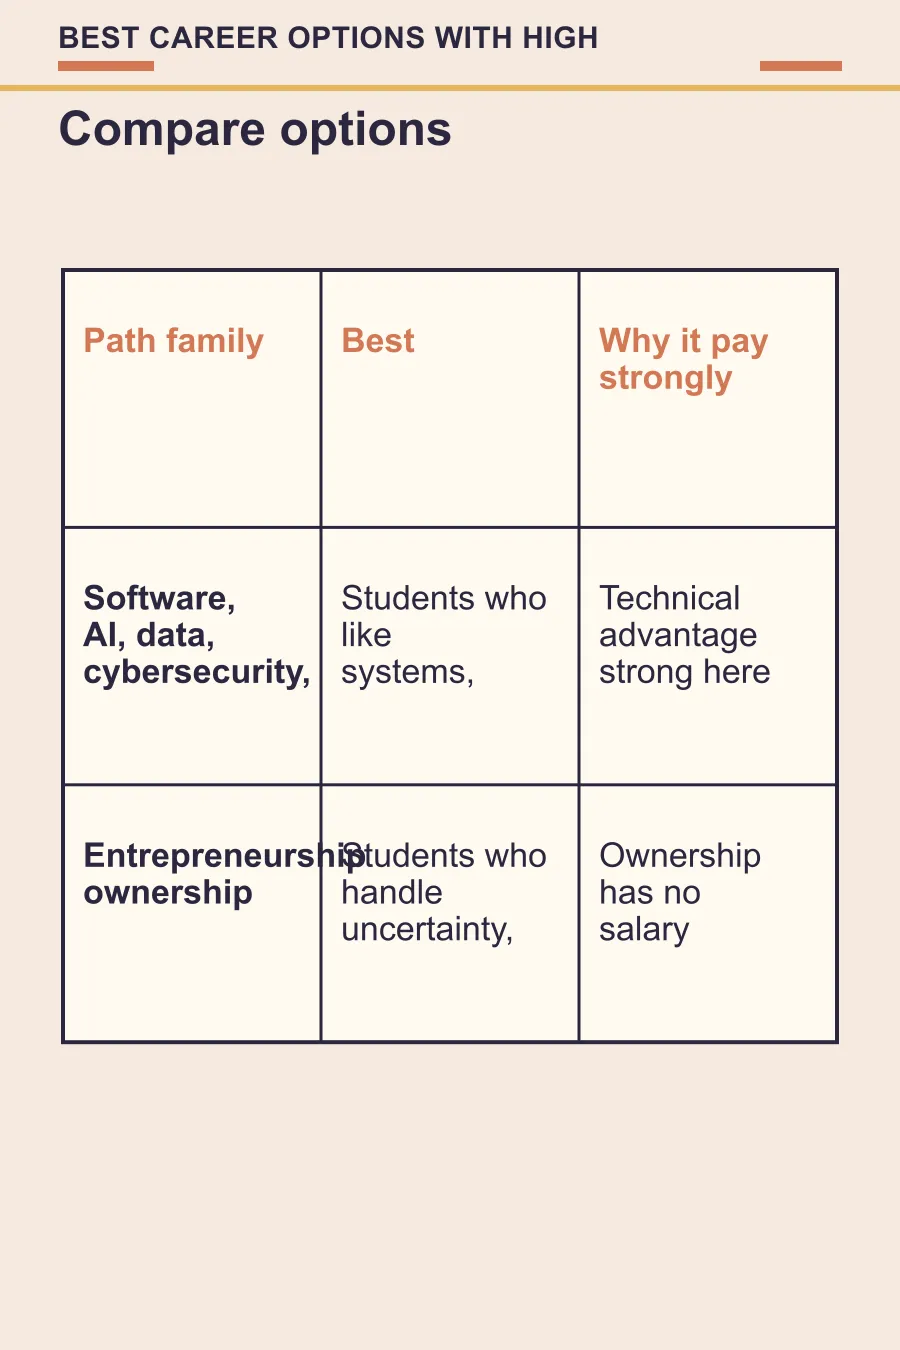 BEST CAREER OPTIONS WITH HIGH
Compare options
Path family
Best
Why it pay
strongly
Software,
AI, data,
cybersecurity,
Students who
like
systems,
Technical
advantage
strong here
Entrepreneurship
ownership
Students who
handle
uncertainty,
Ownership
has no
salary